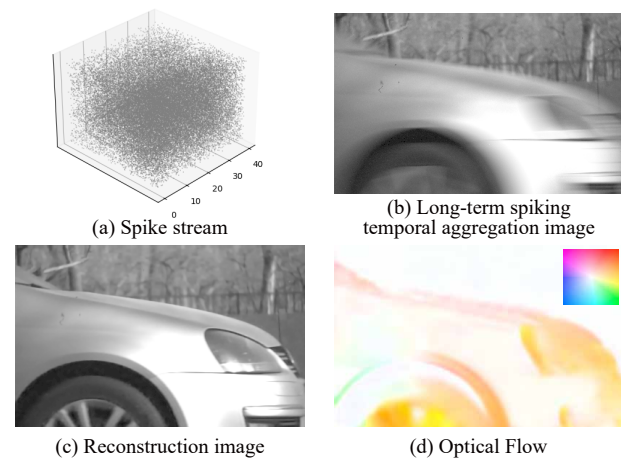 0
10
20
30
40
(a) Spike stream
(b) Long-term spiking
temporal aggregation image
(c) Reconstruction image
(d) Optical Flow